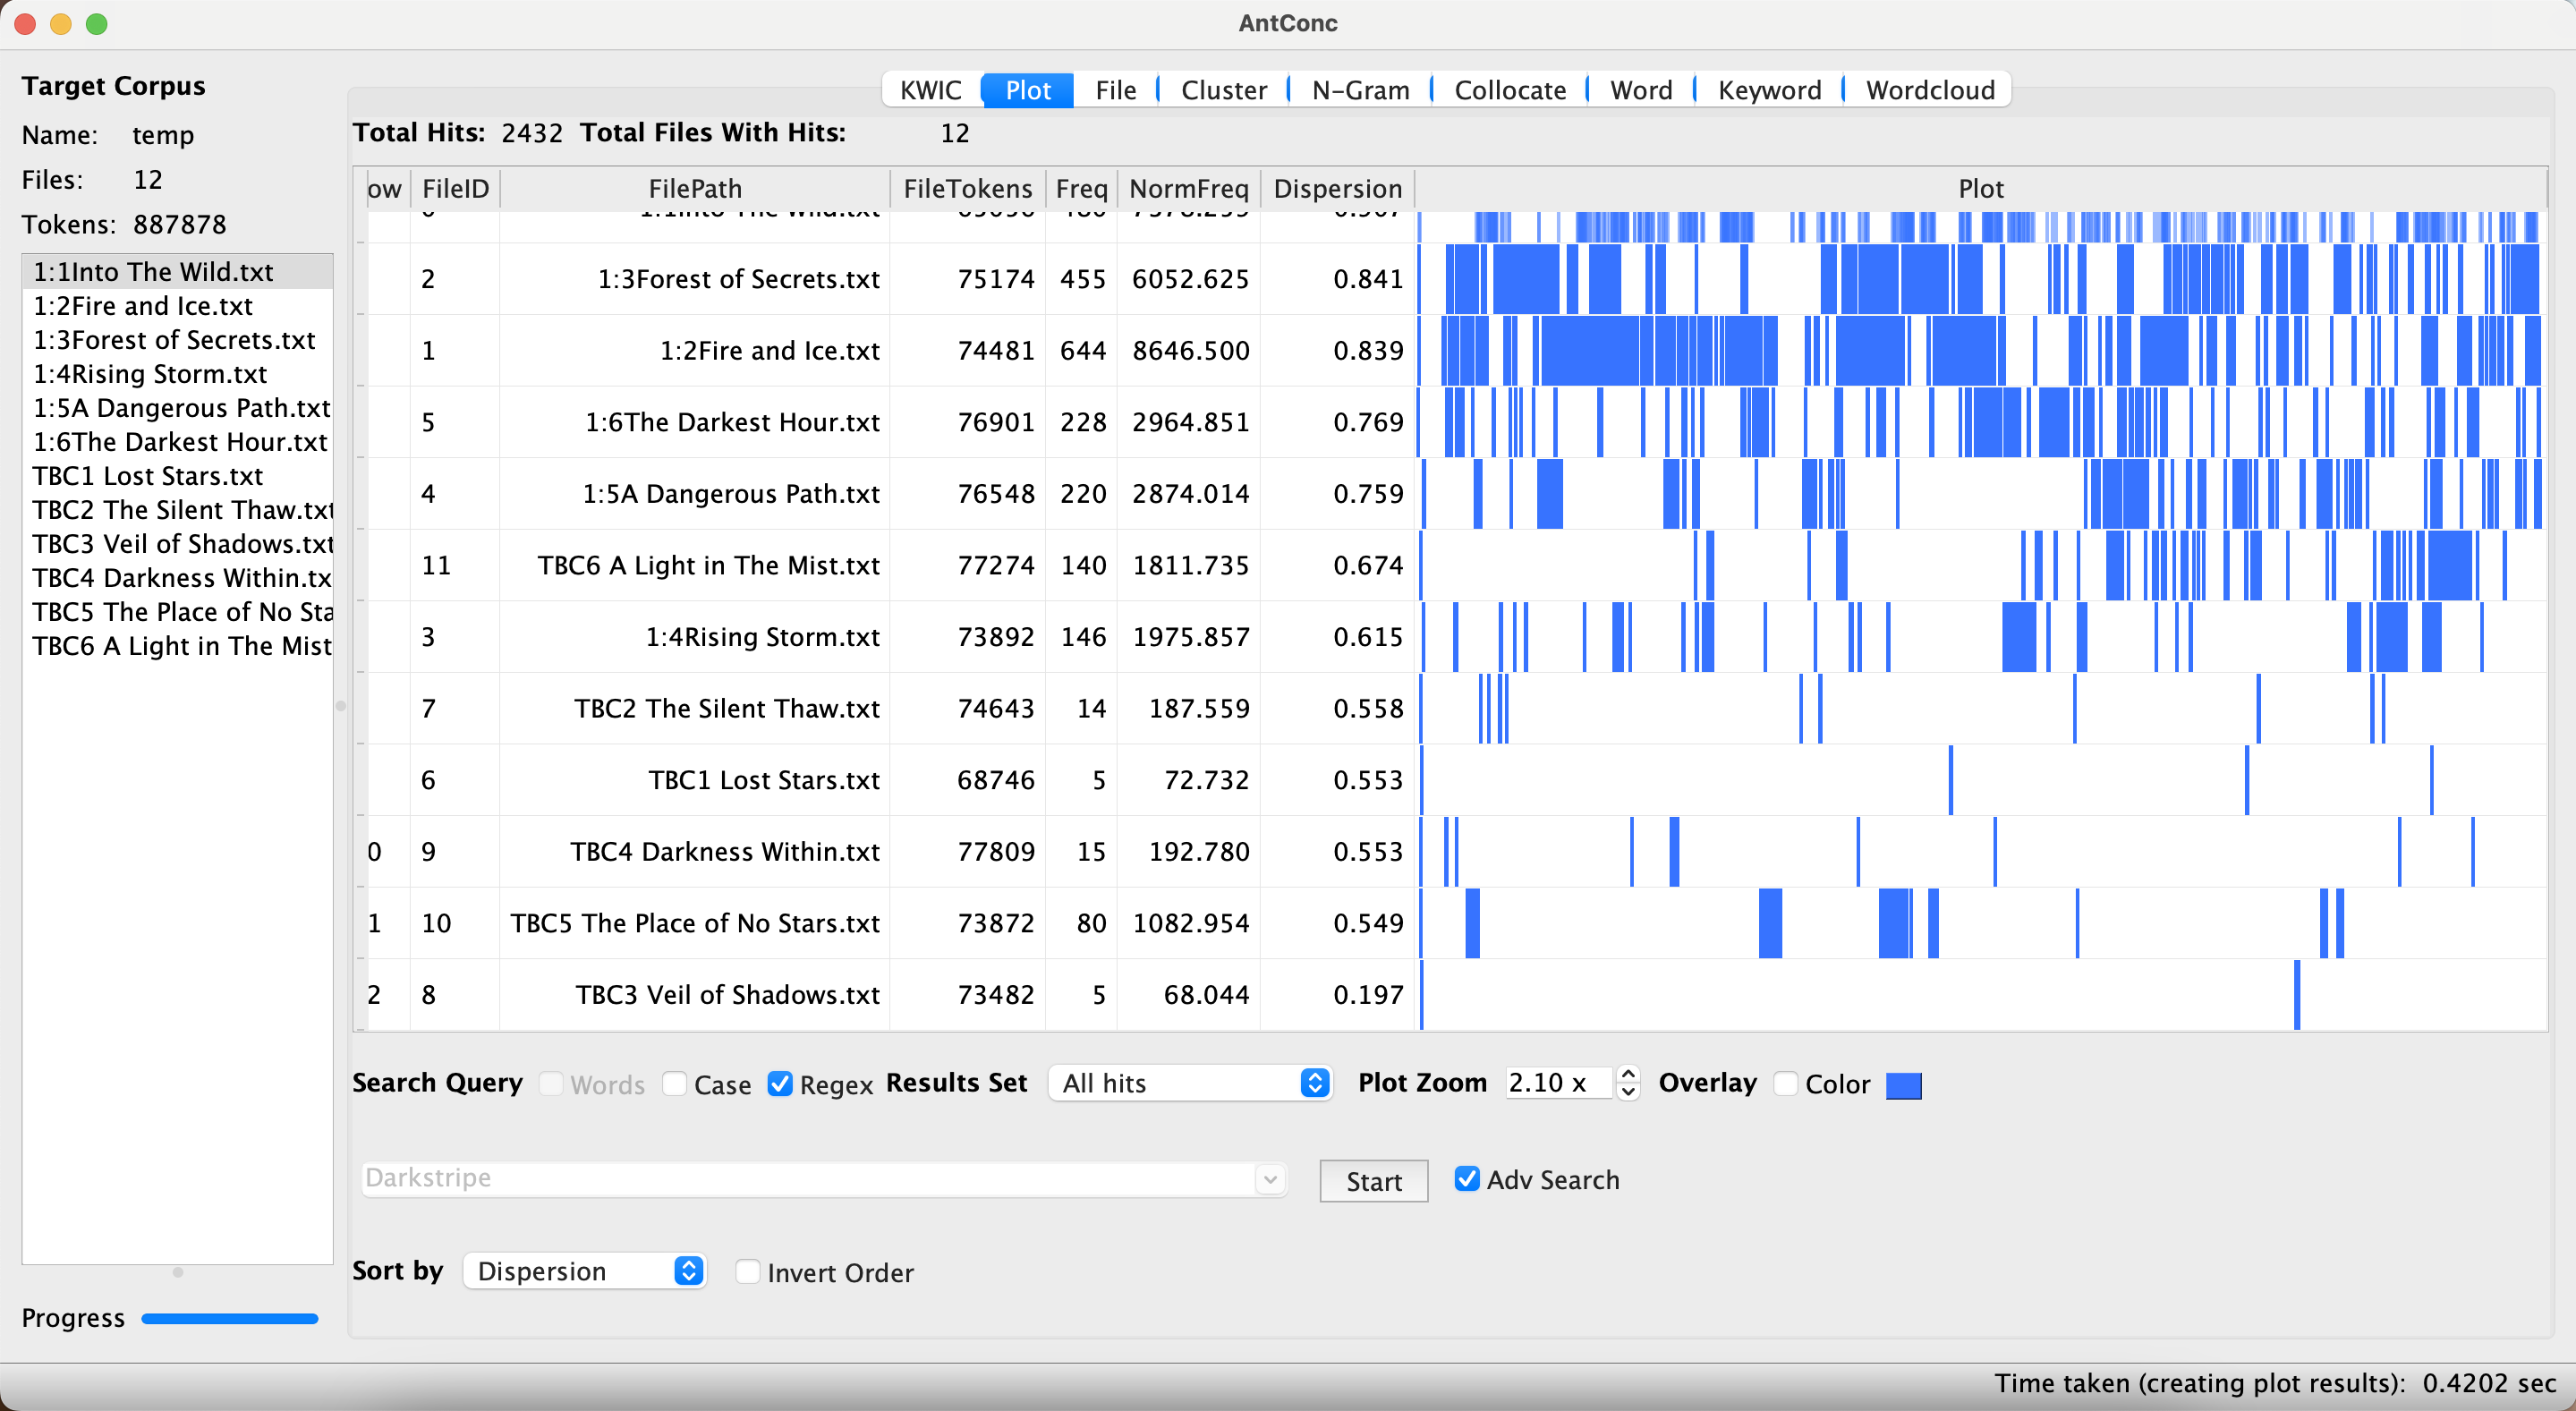 AntConc
Target Corpus
Name: temp
Files: 12
Tokens: 887878
1:1Into The Wild.txt
1:2Fire and Ice.txt
1:3Forest of Secrets.txt
1:4Rising Storm.txt
1:5A Dangerous Path.txt
1:6The Darkest Hour.txt
TBC1 Lost Stars.txt
TBC2 The Silent Thaw.txt
TBC3 Veil of Shadows.txt
TBC4 Darkness Within.tx
TBC5 The Place of No Sta
TBC6 A Light in The Mist
Progress
KWIC Plot File Cluster N-Gram Collocate Word Keyword Wordcloud
Total Hits: 2432 Total Files With Hits: 12
ow FileID FilePath FileTokens Freq NormFreq Dispersion Plot
2 1:3Forest of Secrets.txt 75174 455 6052.625 0.841
1 1:2Fire and Ice.txt 74481 644 8646.500 0.839
5 1:6The Darkest Hour.txt 76901 228 2964.851 0.769
4 1:5A Dangerous Path.txt 76548 220 2874.014 0.759
11 TBC6 A Light in The Mist.txt 77274 140 1811.735 0.674
3 1:4Rising Storm.txt 73892 146 1975.857 0.615
7 TBC2 The Silent Thaw.txt 74643 14 187.559 0.558
6 TBC1 Lost Stars.txt 68746 5 72.732 0.553
0 9 TBC4 Darkness Within.txt 77809 15 192.780 0.553
1 10 TBC5 The Place of No Stars.txt 73872 80 1082.954 0.549
2 8 TBC3 Veil of Shadows.txt 73482 5 68.044 0.197
Search Query Words Case Regex Results Set All hits Plot Zoom 2.10 x Overlay Color
Darkstripe Start Adv Search
Sort by Dispersion Invert Order
Time taken (creating plot results): 0.4202 sec